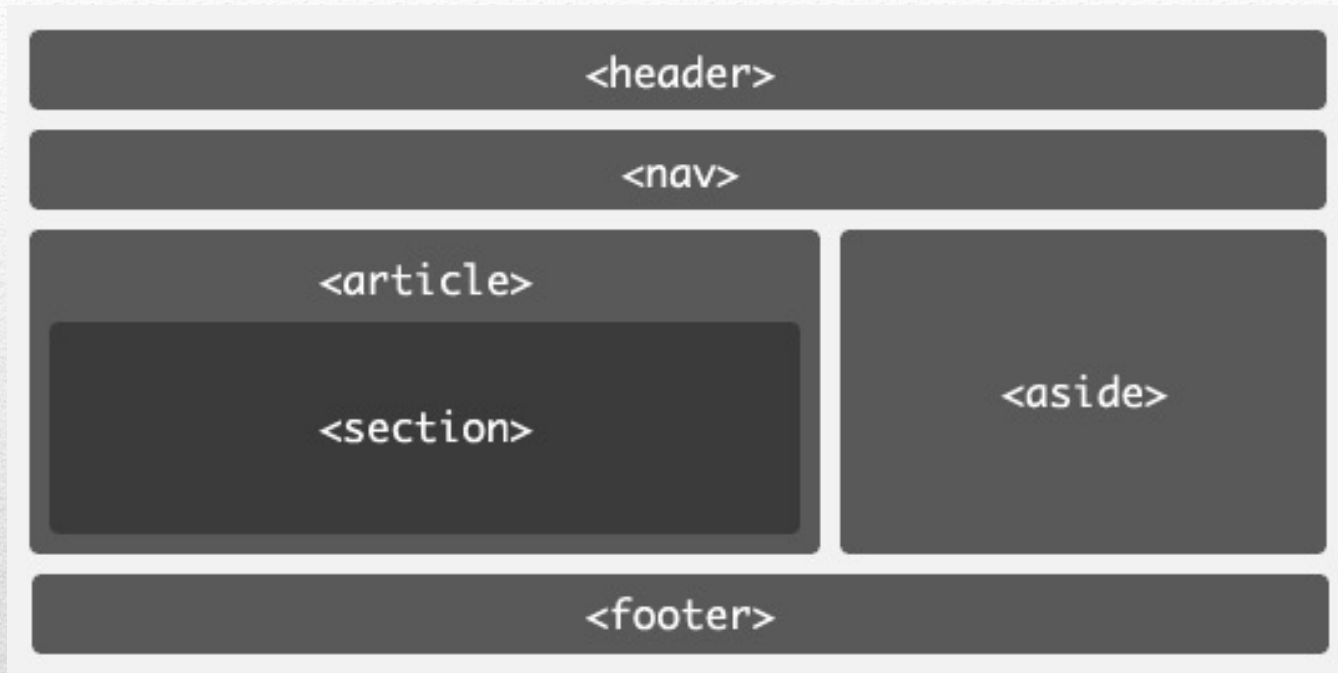 <header>
<nav>
<article>
<section>
<aside>
<footer>